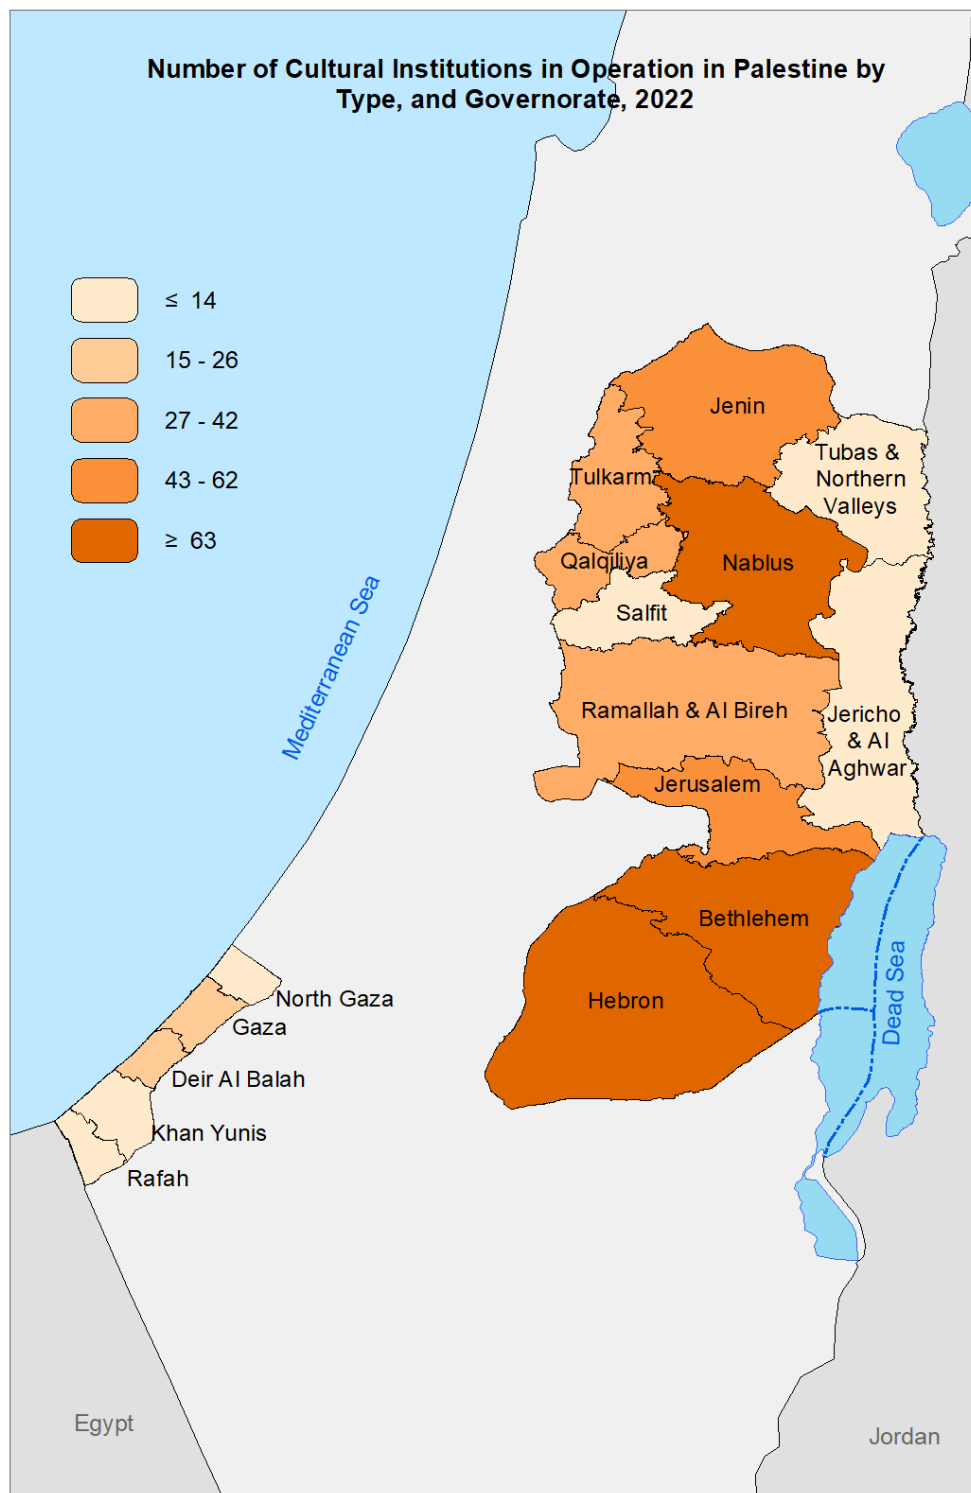 Number of Cultural Institutions in Operation in Palestine by
Type, and Governorate, 2022
≤ 14
15 - 26
27 - 42
43 - 62
≥ 63
Mediterranean Sea
Jenin
Tubas &
Northern
Valleys
Tulkarm
Qalqiliya
Nablus
Salfit
Ramallah & Al Bireh
Jericho
& Al
Aghwar
Jerusalem
Bethlehem
Hebron
Dead Sea
North Gaza
Gaza
Deir Al Balah
Khan Yunis
Rafah
Egypt
Jordan